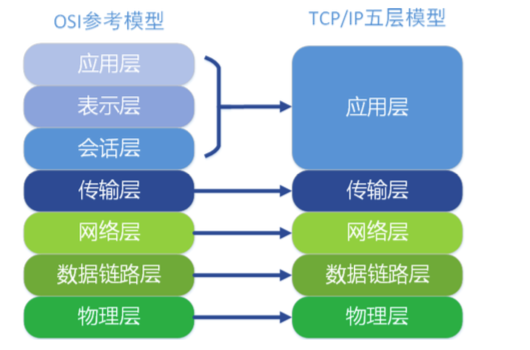 OSI参考模型
TCP/IP五层模型
应用层
表示层
会话层
传输层
网络层
数据链路层
物理层
应用层
传输层
网络层
数据链路层
物理层